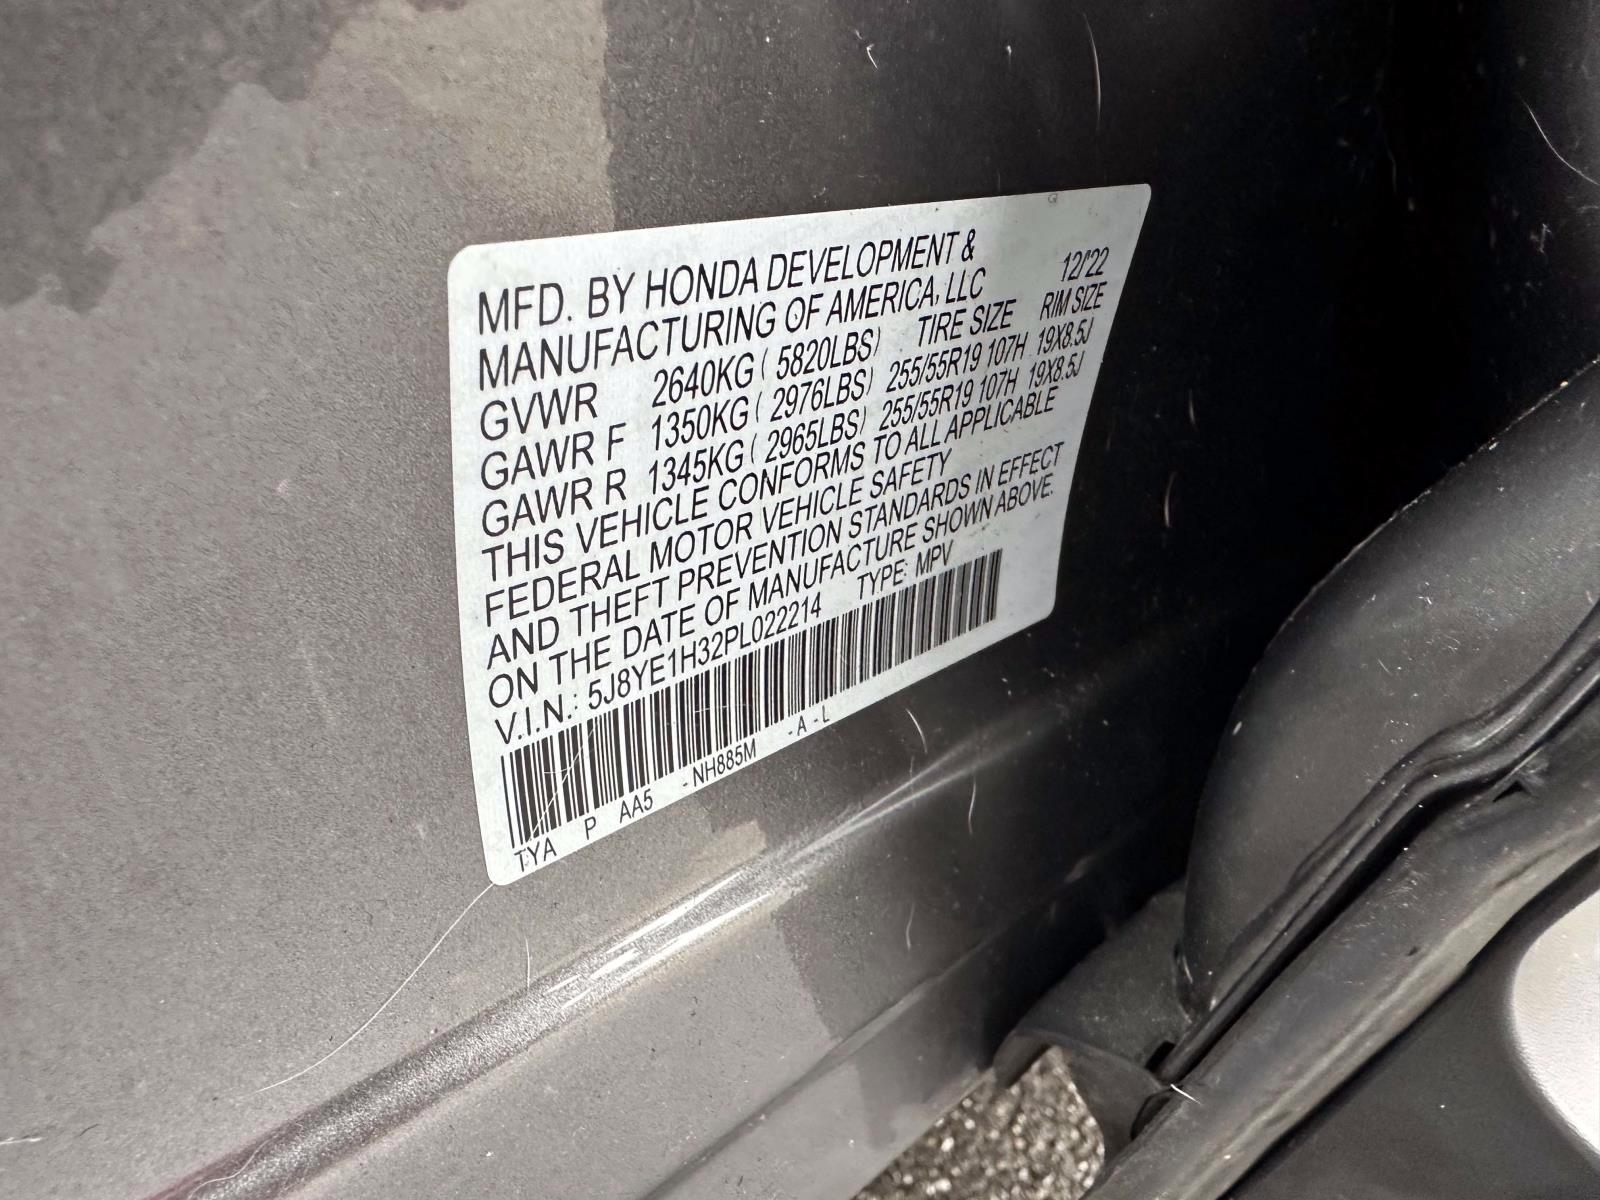 MFD. BY HONDA DEVELOPMENT &
MANUFACTURING OF AMERICA, LLC 12/'22
GVWR 2640KG ( 5820LBS) TIRE SIZE RIM SIZE
GAWR F 1350KG ( 2976LBS) 255/55R19 107H 19X8.5J
GAWR R 1345KG ( 2965LBS) 255/55R19 107H 19X8.5J
THIS VEHICLE CONFORMS TO ALL APPLICABLE
FEDERAL MOTOR VEHICLE SAFETY
AND THEFT PREVENTION STANDARDS IN EFFECT
ON THE DATE OF MANUFACTURE SHOWN ABOVE.
V.I.N.: 5J8YE1H32PL022214 TYPE: MPV
TYA P AA5 - NH885M - A - L